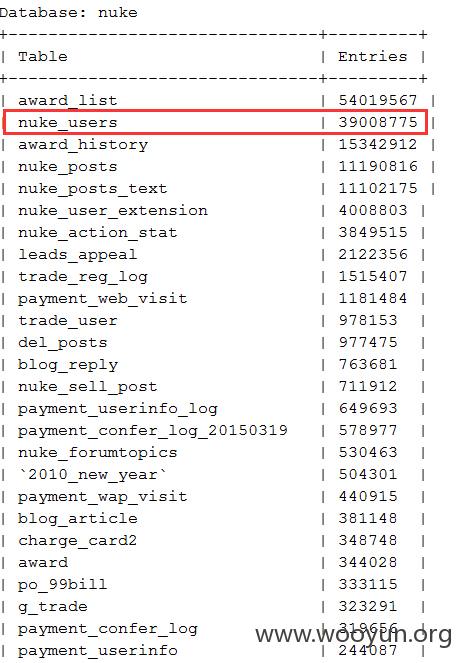 Database: nuke
+--------------------------------+---------+
| Table | Entries |
+--------------------------------+---------+
| award_list | 54019567 |
| nuke_users | 39008775 |
| award_history | 15342912 |
| nuke_posts | 11190816 |
| nuke_posts_text | 11102175 |
| nuke_user_extension | 4008803 |
| nuke_action_stat | 3849515 |
| leads_appeal | 2122356 |
| trade_reg_log | 1515407 |
| payment_web_visit | 1181484 |
| trade_user | 978153 |
| del_posts | 977475 |
| blog_reply | 763681 |
| nuke_sell_post | 711912 |
| payment_userinfo_log | 649693 |
| payment_confer_log_20150319 | 578977 |
| nuke_forumtopics | 530463 |
| `2010_new_year` | 504301 |
| payment_wap_visit | 440915 |
| blog_article | 381148 |
| charge_card2 | 348748 |
| award | 344028 |
| po_99bill | 333115 |
| g_trade | 323291 |
| payment_confer_log | 319656 |
| payment_userinfo | 244087 |
www.wooyun.org